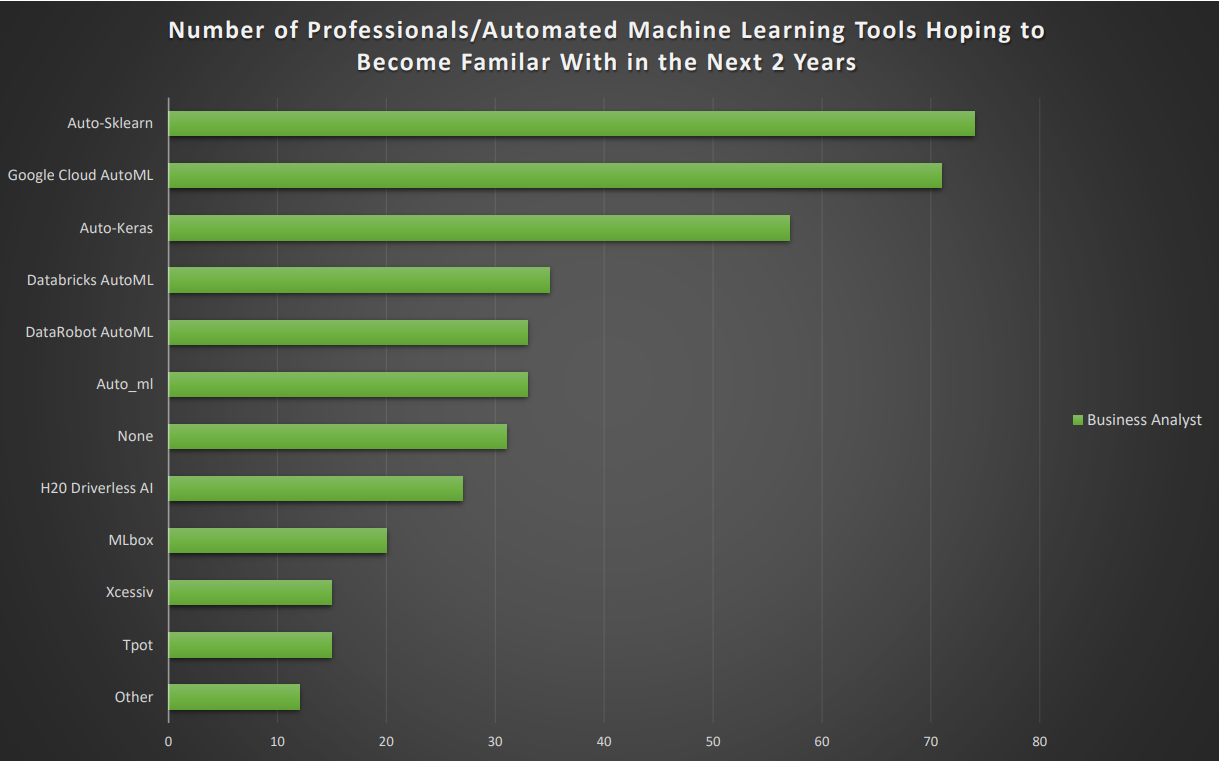 Number of Professionals/Automated Machine Learning Tools Hoping to
Become Familar With in the Next 2 Years
Auto-Sklearn
Google Cloud AutoML
Auto-Keras
Databricks AutoML
DataRobot AutoML
Auto_ml
None
H20 Driverless AI
MLbox
Xcessiv
Tpot
Other
0 10 20 30 40 50 60 70 80
Business Analyst